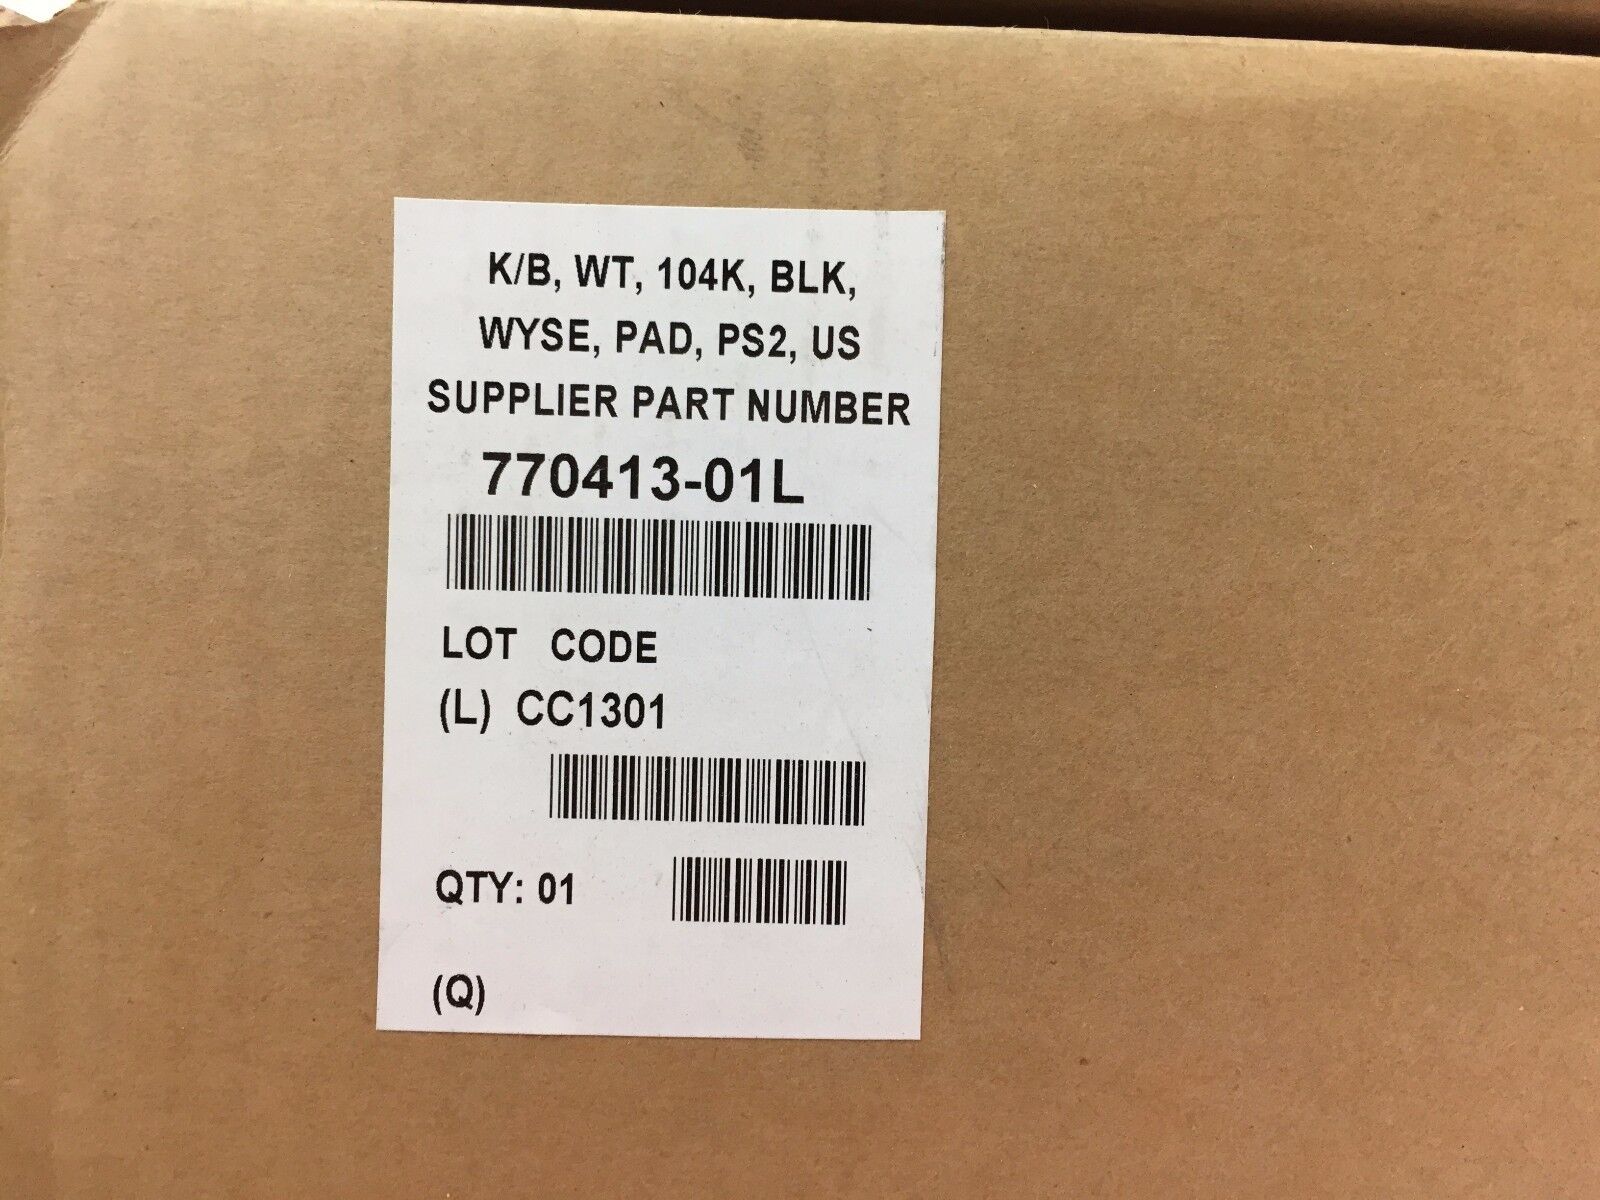 K/B, WT, 104K, BLK,
WYSE, PAD, PS2, US
SUPPLIER PART NUMBER
770413-01L
LOT CODE
(L) CC1301
QTY: 01
(Q)